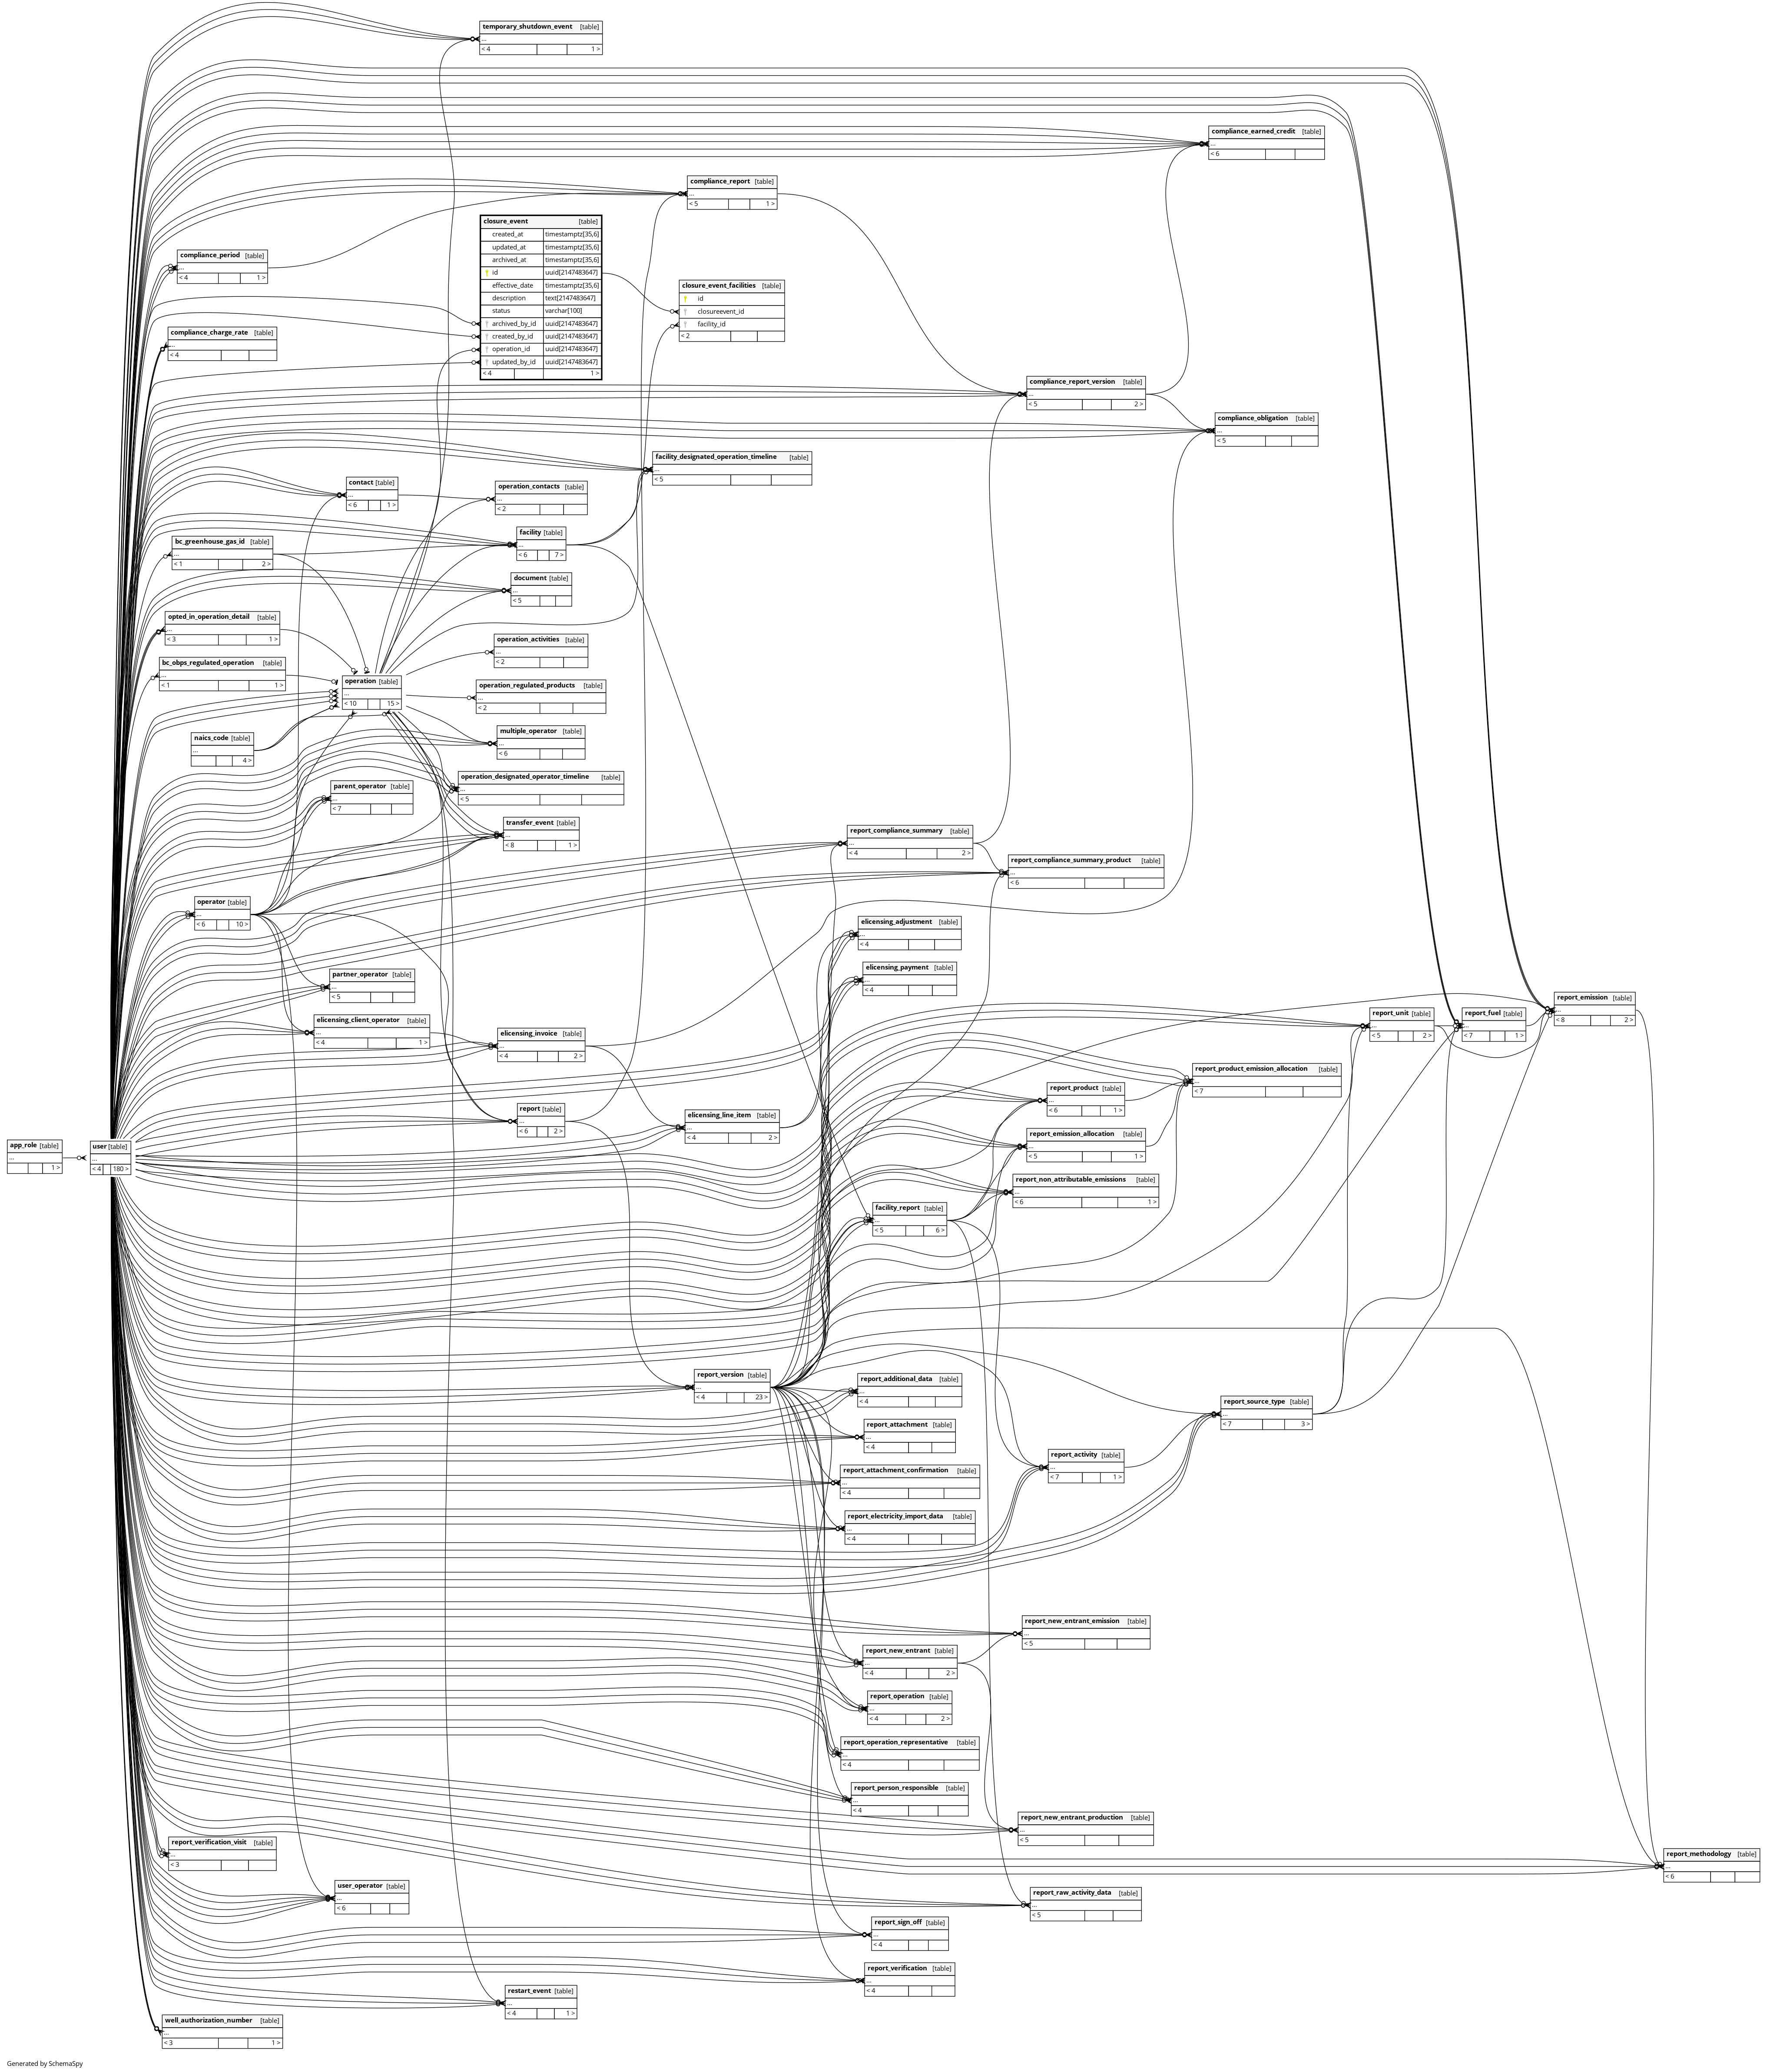 temporary_shutdown_event [table]
...
< 4 1 >
compliance_earned_credit [table]
...
< 6
compliance_report [table]
...
< 5 1 >
closure_event [table]
created_at timestamptz[35,6]
updated_at timestamptz[35,6]
archived_at timestamptz[35,6]
id uuid[2147483647]
effective_date timestamptz[35,6]
description text[2147483647]
status varchar[100]
archived_by_id uuid[2147483647]
created_by_id uuid[2147483647]
operation_id uuid[2147483647]
updated_by_id uuid[2147483647]
< 4 1 >
compliance_period [table]
...
< 4 1 >
closure_event_facilities [table]
id
closureevent_id
facility_id
< 2
compliance_charge_rate [table]
...
< 4
compliance_report_version [table]
...
< 5 2 >
compliance_obligation [table]
...
< 5
facility_designated_operation_timeline [table]
...
< 5
contact [table]
...
< 6 1 >
operation_contacts [table]
...
< 2
facility [table]
...
< 6 7 >
bc_greenhouse_gas_id [table]
...
< 1 2 >
document [table]
...
< 5
opted_in_operation_detail [table]
...
< 3 1 >
operation_activities [table]
...
< 2
bc_obps_regulated_operation [table]
...
< 1 1 >
operation [table]
...
< 10 15 >
operation_regulated_products [table]
...
< 2
naics_code [table]
...
4 >
multiple_operator [table]
...
< 6
operation_designated_operator_timeline [table]
...
< 5
parent_operator [table]
...
< 7
transfer_event [table]
...
< 8 1 >
report_compliance_summary [table]
...
< 4 2 >
report_compliance_summary_product [table]
...
< 6
operator [table]
...
< 6 10 >
elicensing_adjustment [table]
...
< 4
elicensing_payment [table]
...
< 4
partner_operator [table]
...
< 5
report_emission [table]
...
< 8 2 >
report_unit [table]
...
< 5 2 >
report_fuel [table]
...
< 7 1 >
elicensing_client_operator [table]
...
< 4 1 >
elicensing_invoice [table]
...
< 4 2 >
report_product_emission_allocation [table]
...
< 7
report_product [table]
...
< 6 1 >
report [table]
...
< 6 2 >
elicensing_line_item [table]
...
< 4 2 >
report_emission_allocation [table]
...
< 5 1 >
app_role [table]
...
1 >
user [table]
...
< 4 180 >
report_non_attributable_emissions [table]
...
< 6 1 >
facility_report [table]
...
< 5 6 >
report_version [table]
...
< 4 23 >
report_additional_data [table]
...
< 4
report_source_type [table]
...
< 7 3 >
report_attachment [table]
...
< 4
report_activity [table]
...
< 7 1 >
report_attachment_confirmation [table]
...
< 4
report_electricity_import_data [table]
...
< 4
report_new_entrant_emission [table]
...
< 5
report_new_entrant [table]
...
< 4 2 >
report_operation [table]
...
< 4 2 >
report_operation_representative [table]
...
< 4
report_person_responsible [table]
...
< 4
report_new_entrant_production [table]
...
< 5
report_verification_visit [table]
...
< 3
report_methodology [table]
...
< 6
user_operator [table]
...
< 6
report_raw_activity_data [table]
...
< 5
report_sign_off [table]
...
< 4
report_verification [table]
...
< 4
restart_event [table]
...
< 4 1 >
well_authorization_number [table]
...
< 3 1 >
Generated by SchemaSpy